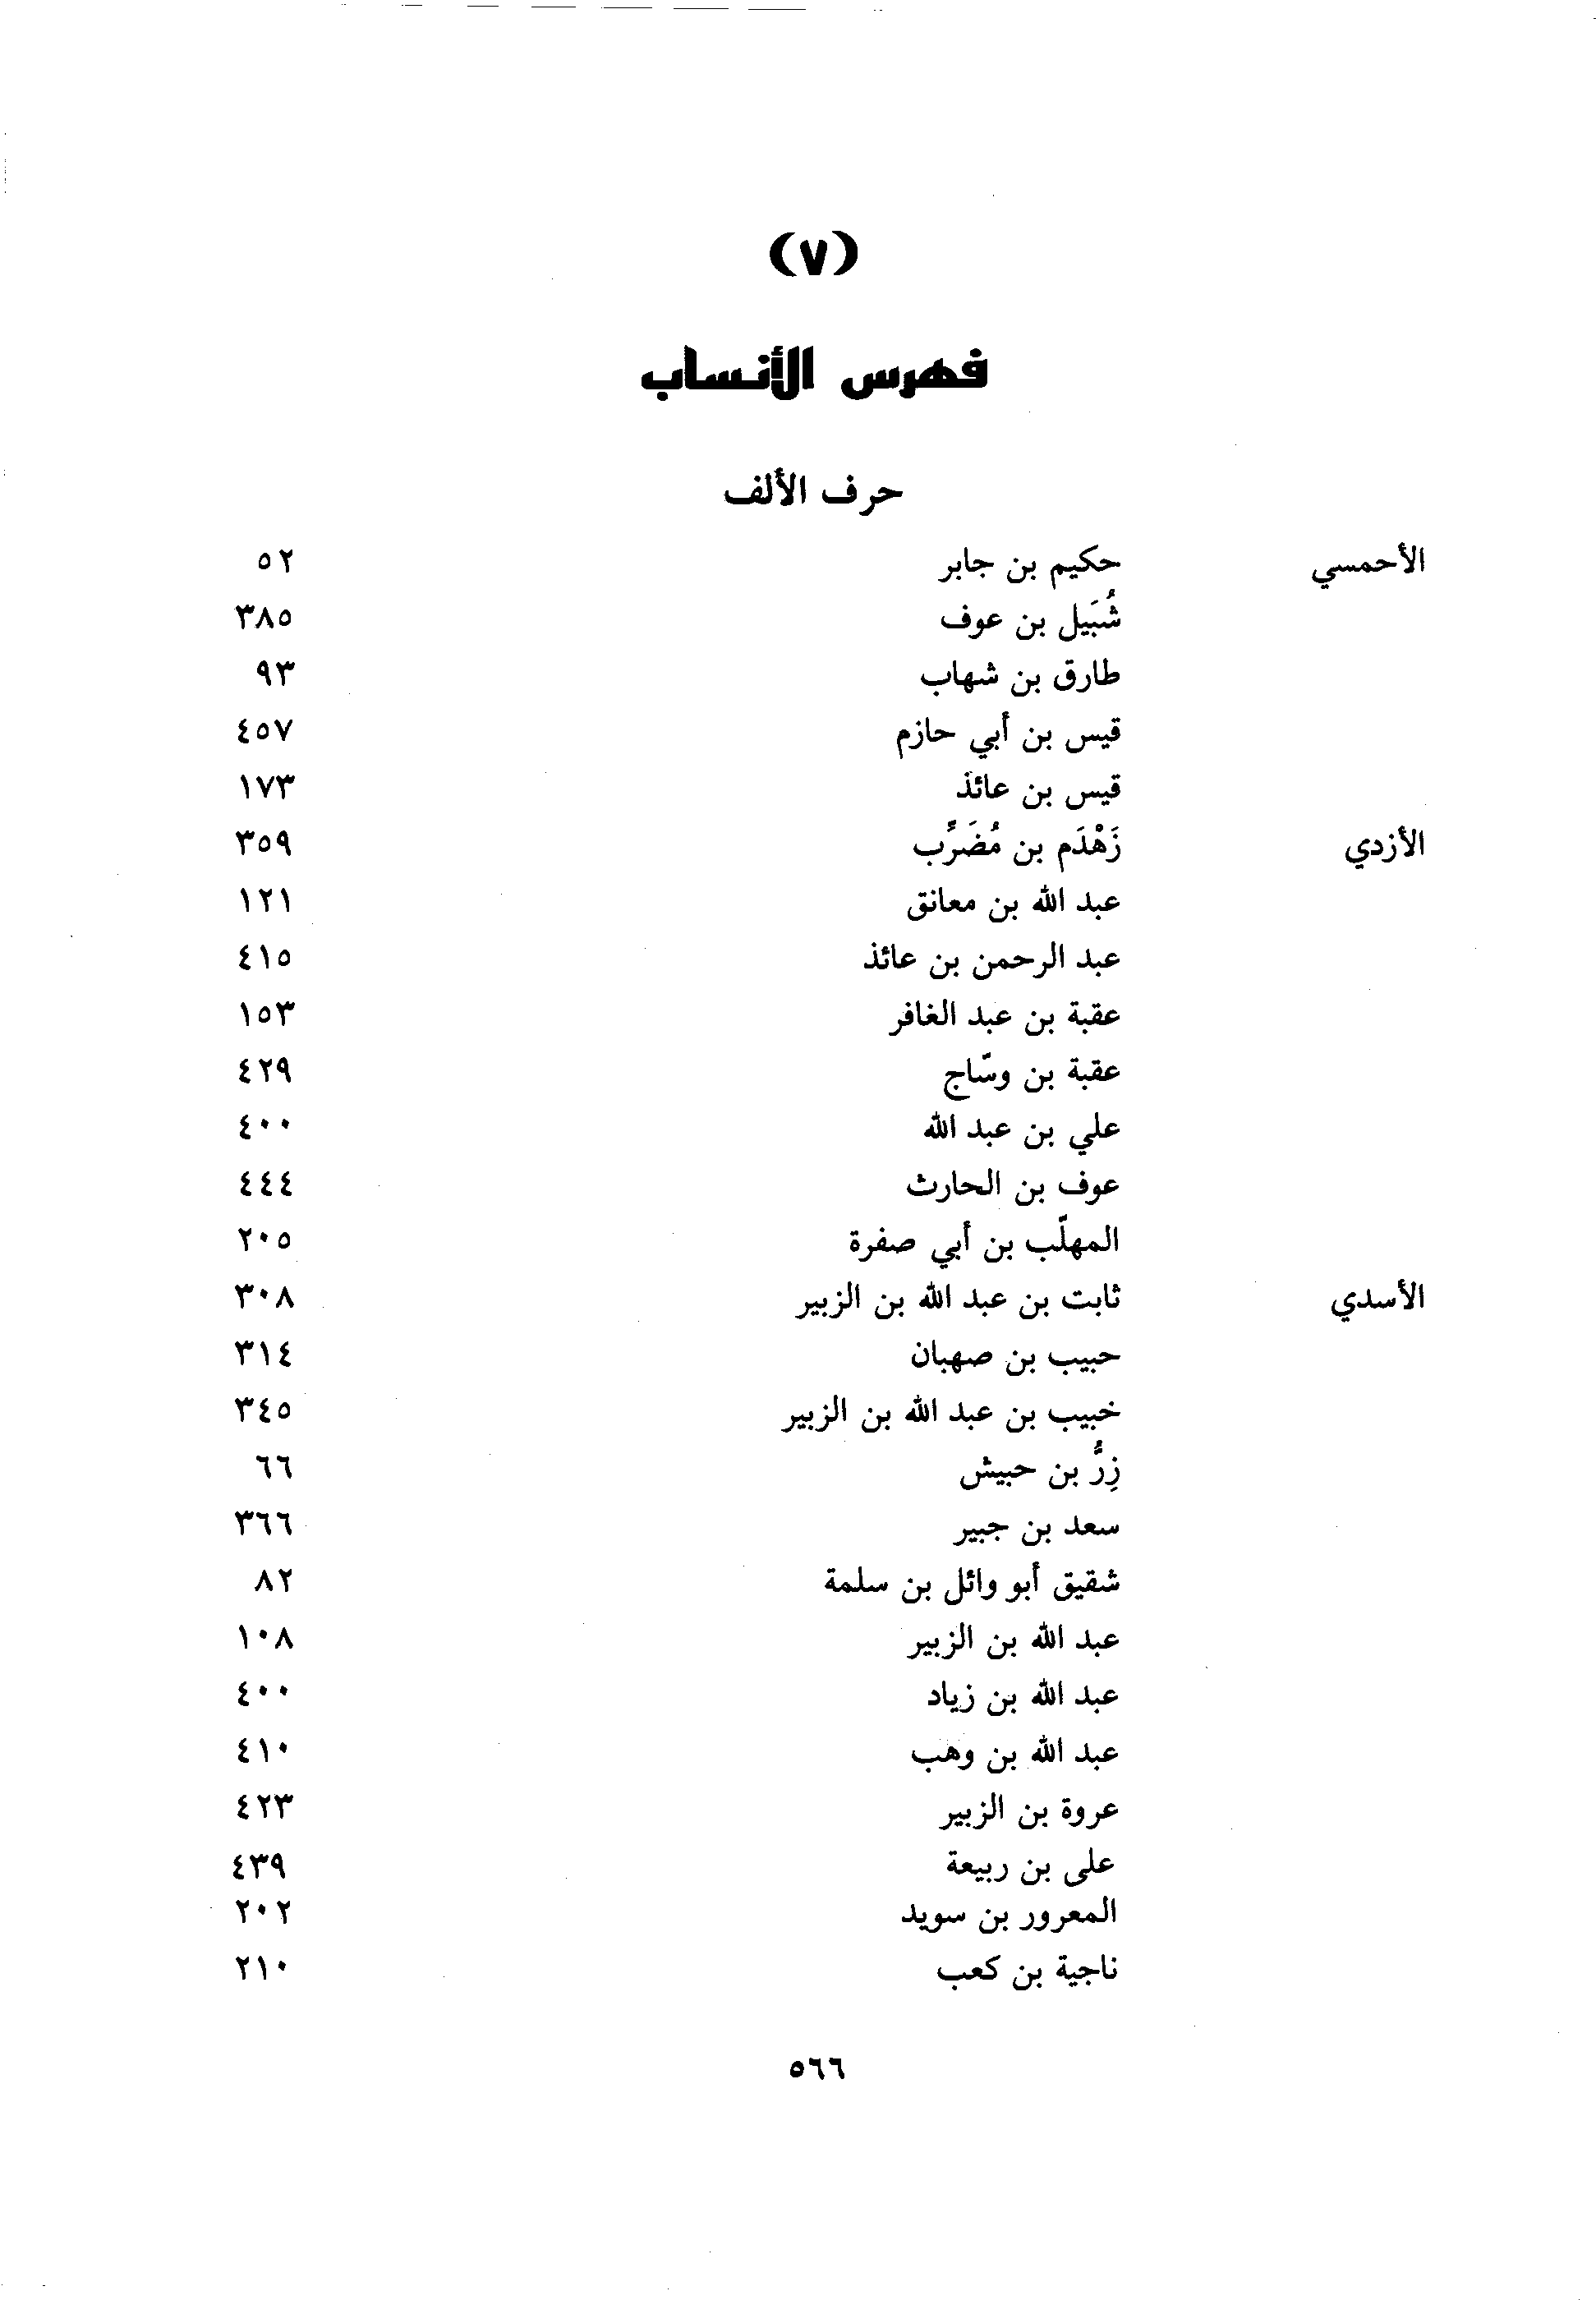 (٧)
فهرس الأنساب
حرف الألف
الأحمسي حكيم بن جابر ٥٢
شُبَيل بن عوف ٣٨٥
طارق بن شهاب ٩٣
قيس بن أبي حازم ٤٥٧
قيس بن عائذ ١٧٣
الأزدي زَهْدَم بن مُضَرِّب ٣٥٩
عبد الله بن معانق ١٢١
عبد الرحمن بن عائذ ٤١٥
عقبة بن عبد الغافر ١٥٣
عقبة بن وسّاج ٤٢٩
علي بن عبد الله ٤٠٠
عوف بن الحارث ٤٤٤
المهلّب بن أبي صفرة ٢٠٥
الأسدي ثابت بن عبد الله بن الزبير ٣٠٨
حبيب بن صهبان ٣١٤
خبيب بن عبد الله بن الزبير ٣٤٥
زِرُّ بن حبيش ٦٦
سعد بن جبير ٣٦٦
شقيق أبو وائل بن سلمة ٨٢
عبد الله بن الزبير ١٠٨
عبد الله بن زياد ٤٠٠
عبد الله بن وهب ٤١٠
عروة بن الزبير ٤٢٣
على بن ربيعة ٤٣٩
المعرور بن سويد ٢٠٢
ناجية بن كعب ٢١٠
٥٦٦